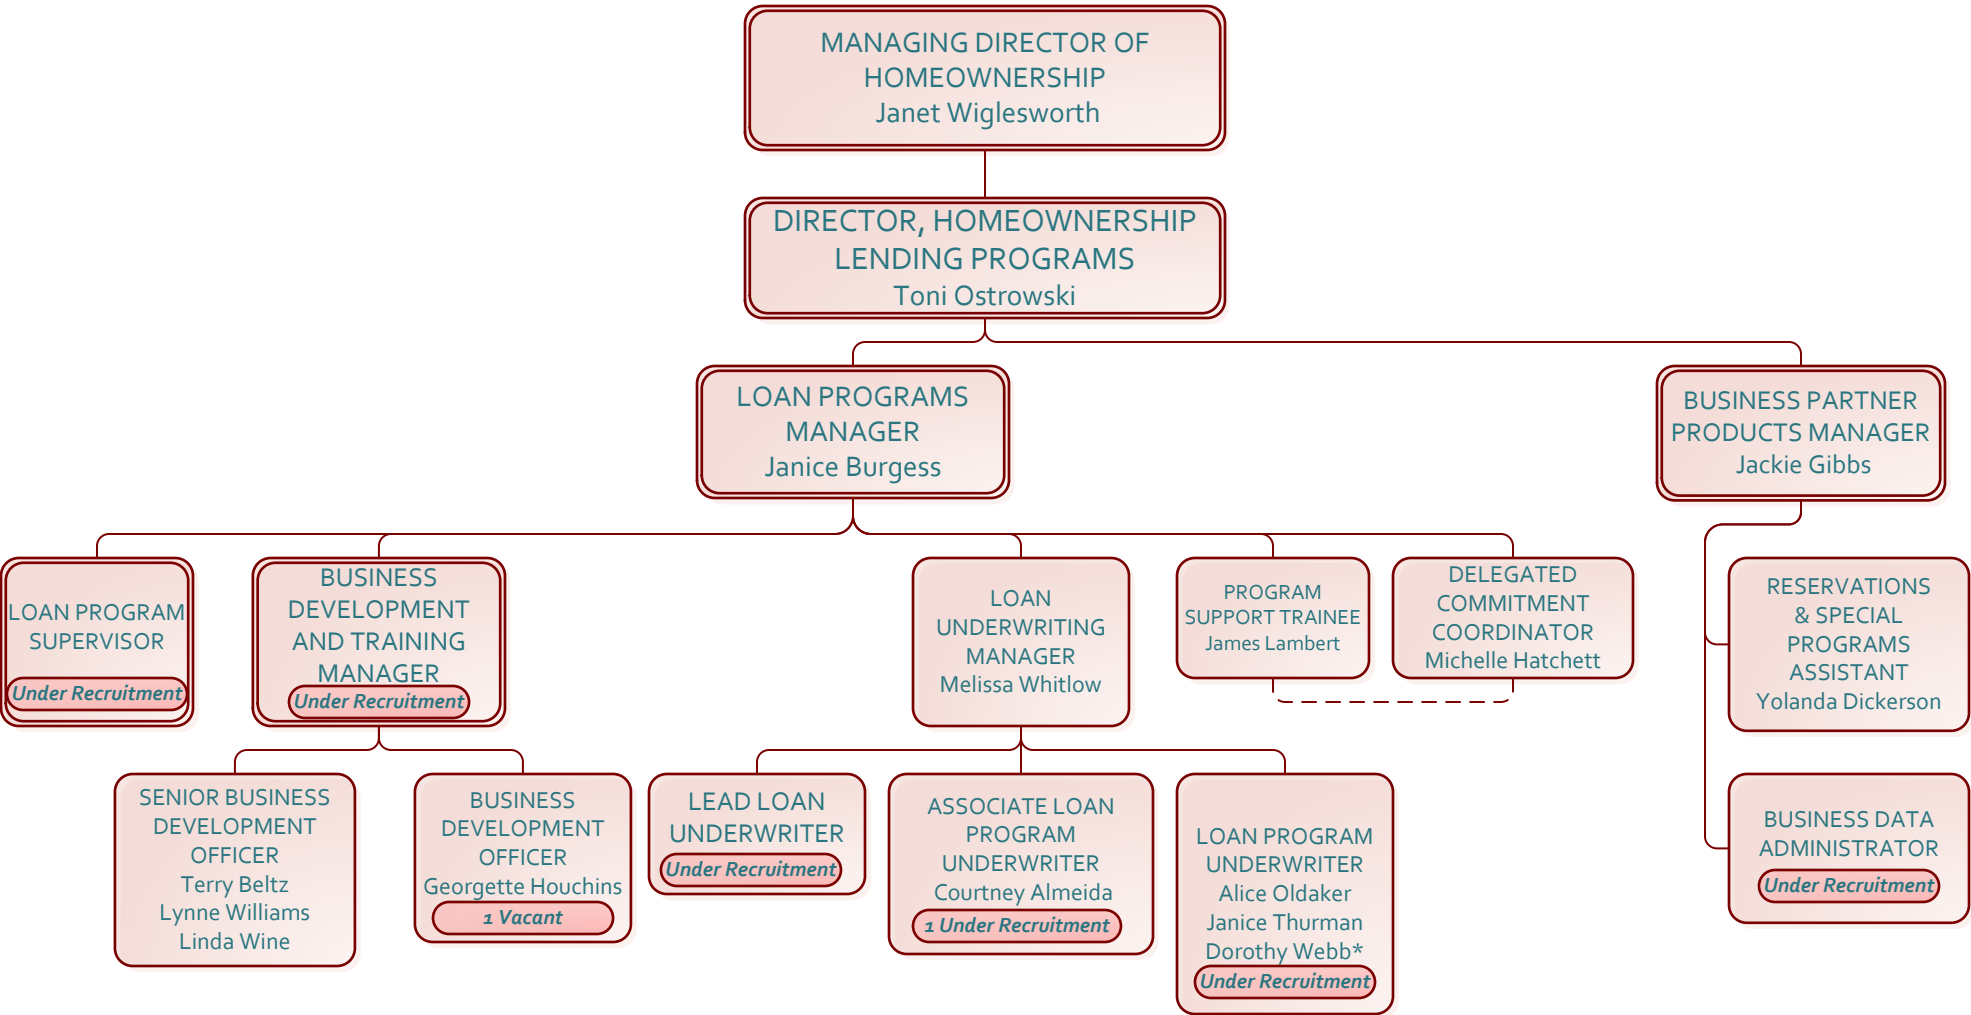 MANAGING DIRECTOR OF
HOMEOWNERSHIP
Janet Wiglesworth
DIRECTOR, HOMEOWNERSHIP
LENDING PROGRAMS
Toni Ostrowski
LOAN PROGRAMS
MANAGER
Janice Burgess
BUSINESS PARTNER
PRODUCTS MANAGER
Jackie Gibbs
LOAN PROGRAM
SUPERVISOR
Under Recruitment
BUSINESS
DEVELOPMENT
AND TRAINING
MANAGER
Under Recruitment
LOAN
UNDERWRITING
MANAGER
Melissa Whitlow
PROGRAM
SUPPORT TRAINEE
James Lambert
DELEGATED
COMMITMENT
COORDINATOR
Michelle Hatchett
RESERVATIONS
& SPECIAL
PROGRAMS
ASSISTANT
Yolanda Dickerson
SENIOR BUSINESS
DEVELOPMENT
OFFICER
Terry Beltz
Lynne Williams
Linda Wine
BUSINESS
DEVELOPMENT
OFFICER
Georgette Houchins
1 Vacant
LEAD LOAN
UNDERWRITER
Under Recruitment
ASSOCIATE LOAN
PROGRAM
UNDERWRITER
Courtney Almeida
1 Under Recruitment
LOAN PROGRAM
UNDERWRITER
Alice Oldaker
Janice Thurman
Dorothy Webb*
Under Recruitment
BUSINESS DATA
ADMINISTRATOR
Under Recruitment